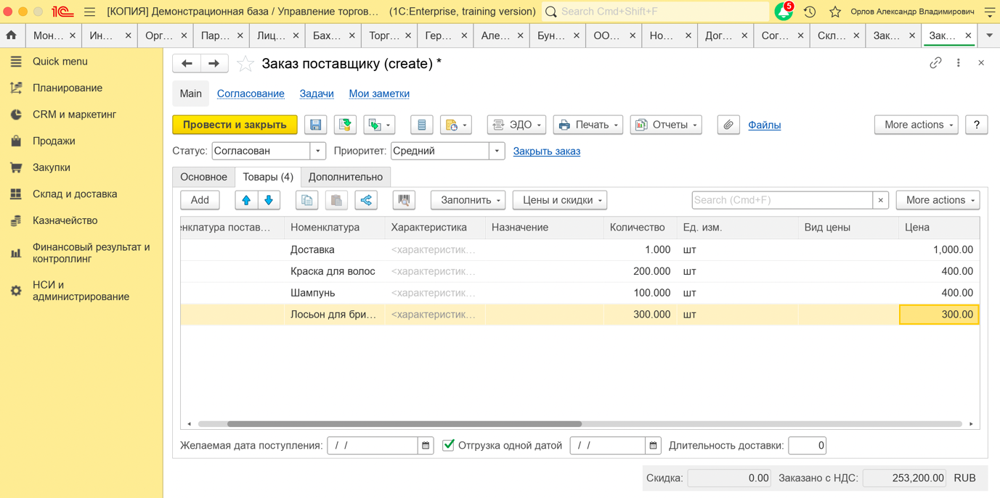 1С [КОПИЯ] Демонстрационная база / Управление торгов… (1C:Enterprise, training version) Search Cmd+Shift+F 5 Орлов Александр Владимирович
Мон… Ин… Орг… Пар… Лиц… Бах… Торг… Гер… Але… Бун… ОО… Но… Дог… Сог… Скл… Зак… Зак…
Quick menu
Планирование
CRM и маркетинг
Продажи
Закупки
Склад и доставка
Казначейство
Финансовый результат и
контроллинг
НСИ и
администрирование
Заказ поставщику (create) *
Main Согласование Задачи Мои заметки
Провести и закрыть ЭДО Печать Отчеты Файлы More actions ?
Статус: Согласован Приоритет: Средний Закрыть заказ
Основное Товары (4) Дополнительно
Add Заполнить Цены и скидки Search (Cmd+F) × More actions
енклатура постав… Номенклатура Характеристика Назначение Количество Ед. изм. Вид цены Цена
Доставка <характеристик… 1.000 шт 1,000.00
Краска для волос <характеристик… 200.000 шт 400.00
Шампунь <характеристик… 100.000 шт 400.00
Лосьон для бри… <характеристик… 300.000 шт 300.00
Желаемая дата поступления: / / Отгрузка одной датой / / Длительность доставки: 0
Скидка: 0.00 Заказано с НДС: 253,200.00 RUB